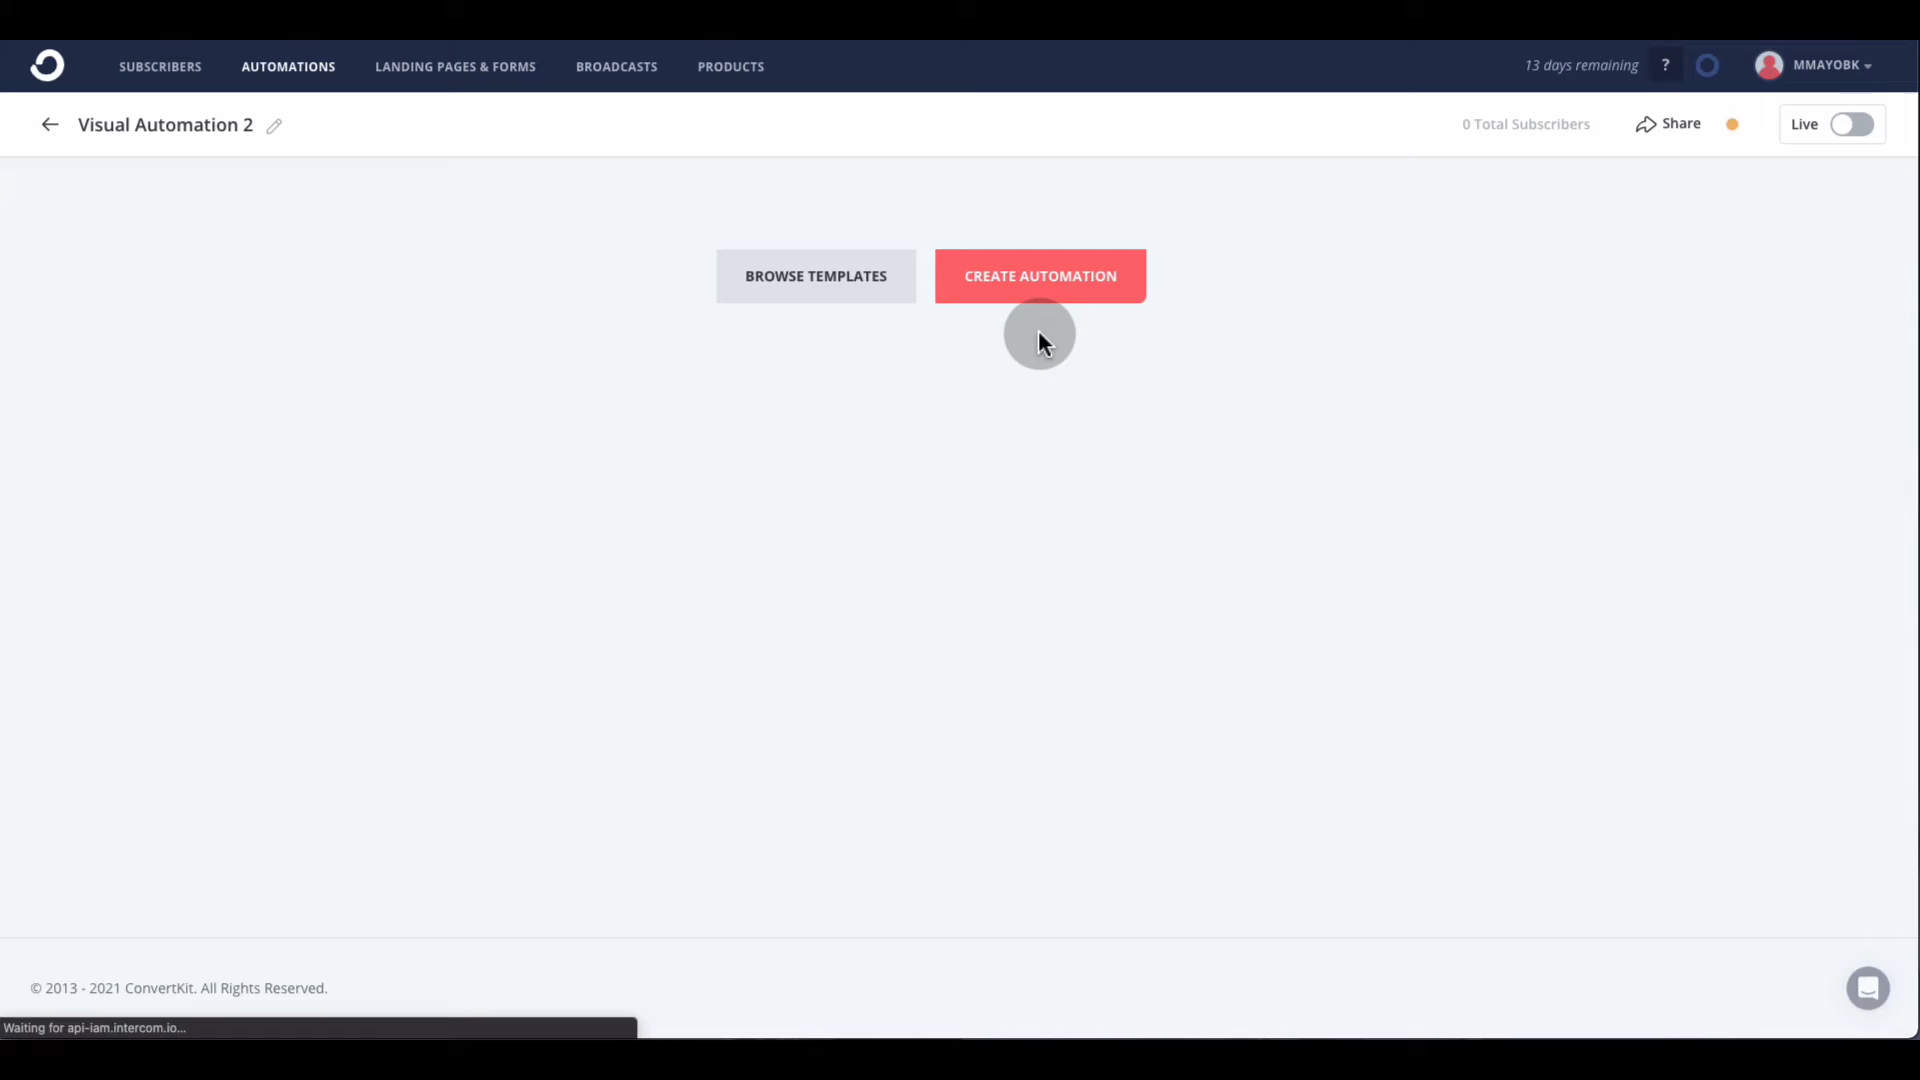 SUBSCRIBERS AUTOMATIONS LANDING PAGES & FORMS BROADCASTS PRODUCTS 13 days remaining ? MMAYOBK
Visual Automation 2 0 Total Subscribers Share Live
BROWSE TEMPLATES CREATE AUTOMATION
© 2013 - 2021 ConvertKit. All Rights Reserved.
Waiting for api-iam.intercom.io...